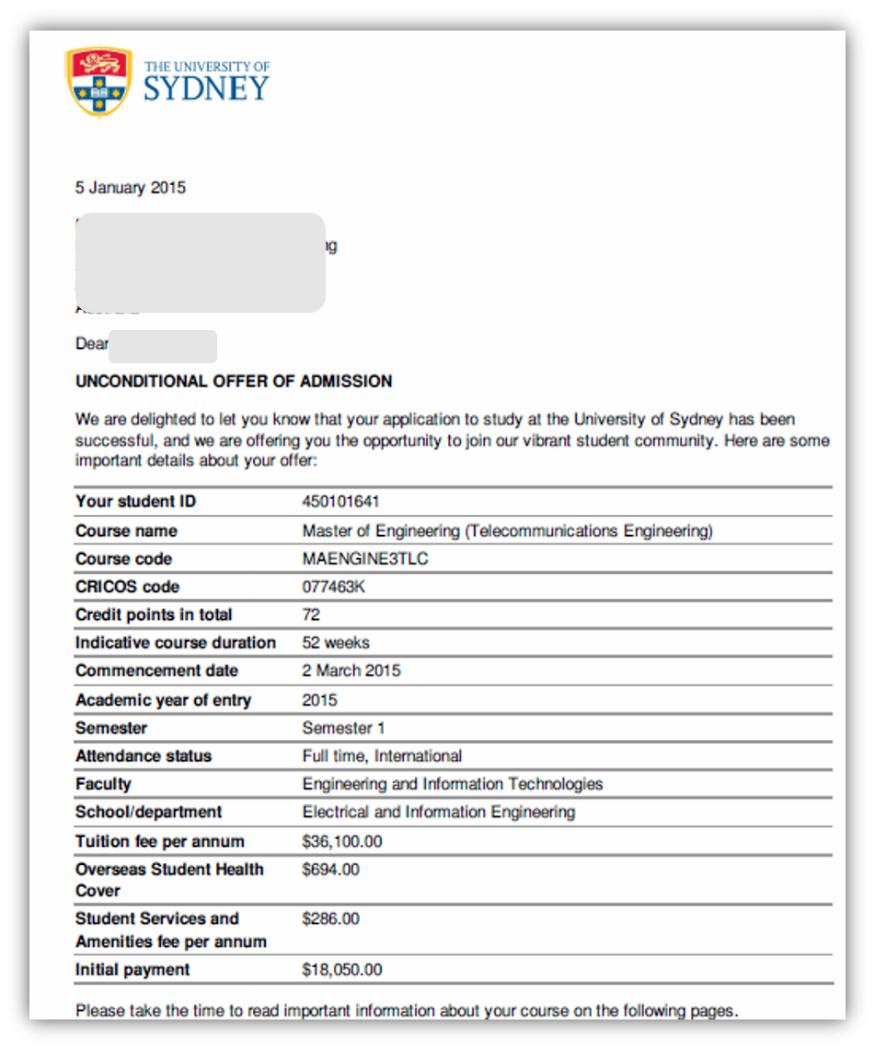 THE UNIVERSITY OF
SYDNEY
5 January 2015
Dear
UNCONDITIONAL OFFER OF ADMISSION
We are delighted to let you know that your application to study at the University of Sydney has been
successful, and we are offering you the opportunity to join our vibrant student community. Here are some
important details about your offer:
Your student ID 450101641
Course name Master of Engineering (Telecommunications Engineering)
Course code MAENGINE3TLC
CRICOS code 077463K
Credit points in total 72
Indicative course duration 52 weeks
Commencement date 2 March 2015
Academic year of entry 2015
Semester Semester 1
Attendance status Full time, International
Faculty Engineering and Information Technologies
School/department Electrical and Information Engineering
Tuition fee per annum $36,100.00
Overseas Student Health $694.00
Cover
Student Services and $286.00
Amenities fee per annum
Initial payment $18,050.00
Please take the time to read important information about your course on the following pages.